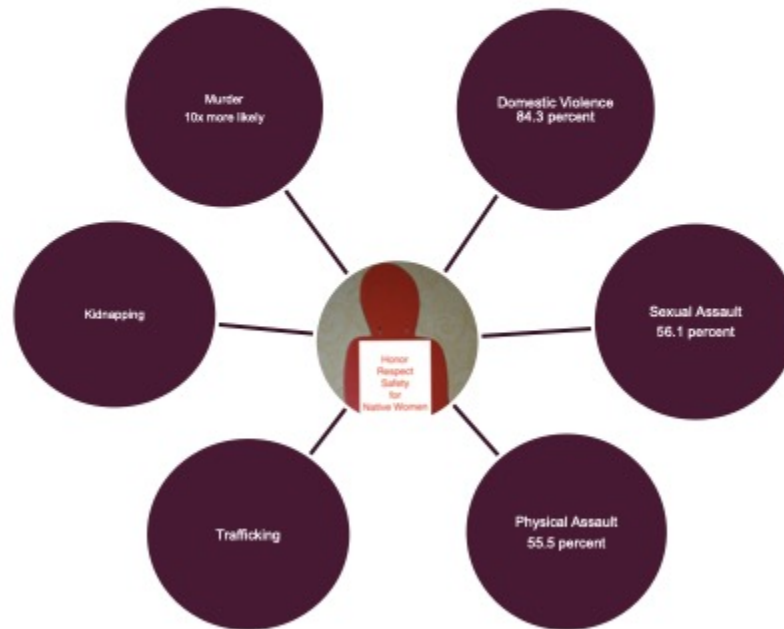 Murder
10x more likely
Domestic Violence
84.3 percent
Kidnapping
Sexual Assault
56.1 percent
Honor
Respect
Safety
for
Native Women
Trafficking
Physical Assault
55.5 percent